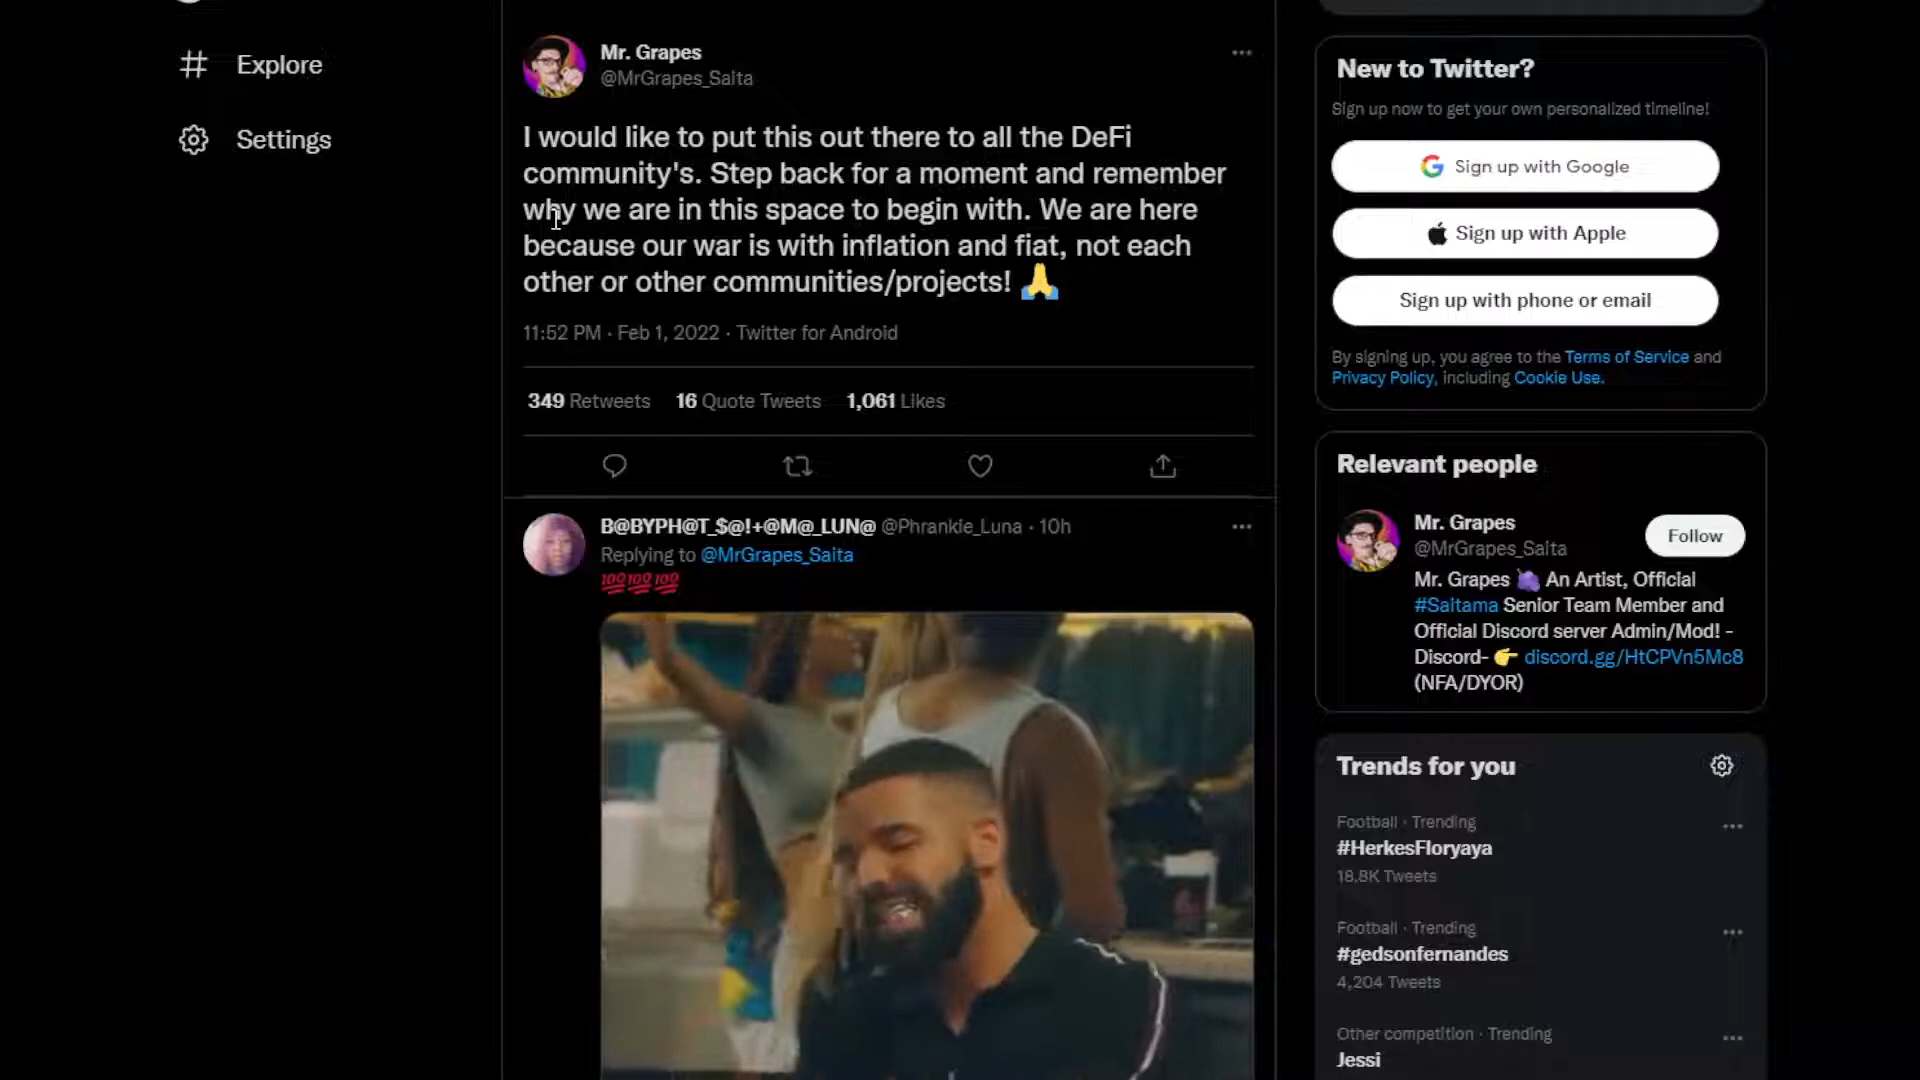 Explore
Settings
Mr. Grapes
@MrGrapes_Saita
I would like to put this out there to all the DeFi
community's. Step back for a moment and remember
why we are in this space to begin with. We are here
because our war is with inflation and fiat, not each
other or other communities/projects! 🙏
11:52 PM · Feb 1, 2022 · Twitter for Android
349 Retweets 16 Quote Tweets 1,061 Likes
B@BYPH@T_$@!+@M@_LUN@ @Phrankie_Luna · 10h
Replying to @MrGrapes_Saita
💯💯💯
New to Twitter?
Sign up now to get your own personalized timeline!
Sign up with Google
Sign up with Apple
Sign up with phone or email
By signing up, you agree to the Terms of Service and
Privacy Policy, including Cookie Use.
Relevant people
Mr. Grapes
@MrGrapes_Saita
Follow
Mr. Grapes 🍇 An Artist, Official
#Saitama Senior Team Member and
Official Discord server Admin/Mod! -
Discord- 👉 discord.gg/HtCPVn5Mc8
(NFA/DYOR)
Trends for you
Football · Trending
#HerkesFloryaya
18.8K Tweets
Football · Trending
#gedsonfernandes
4,204 Tweets
Other competition · Trending
Jessi